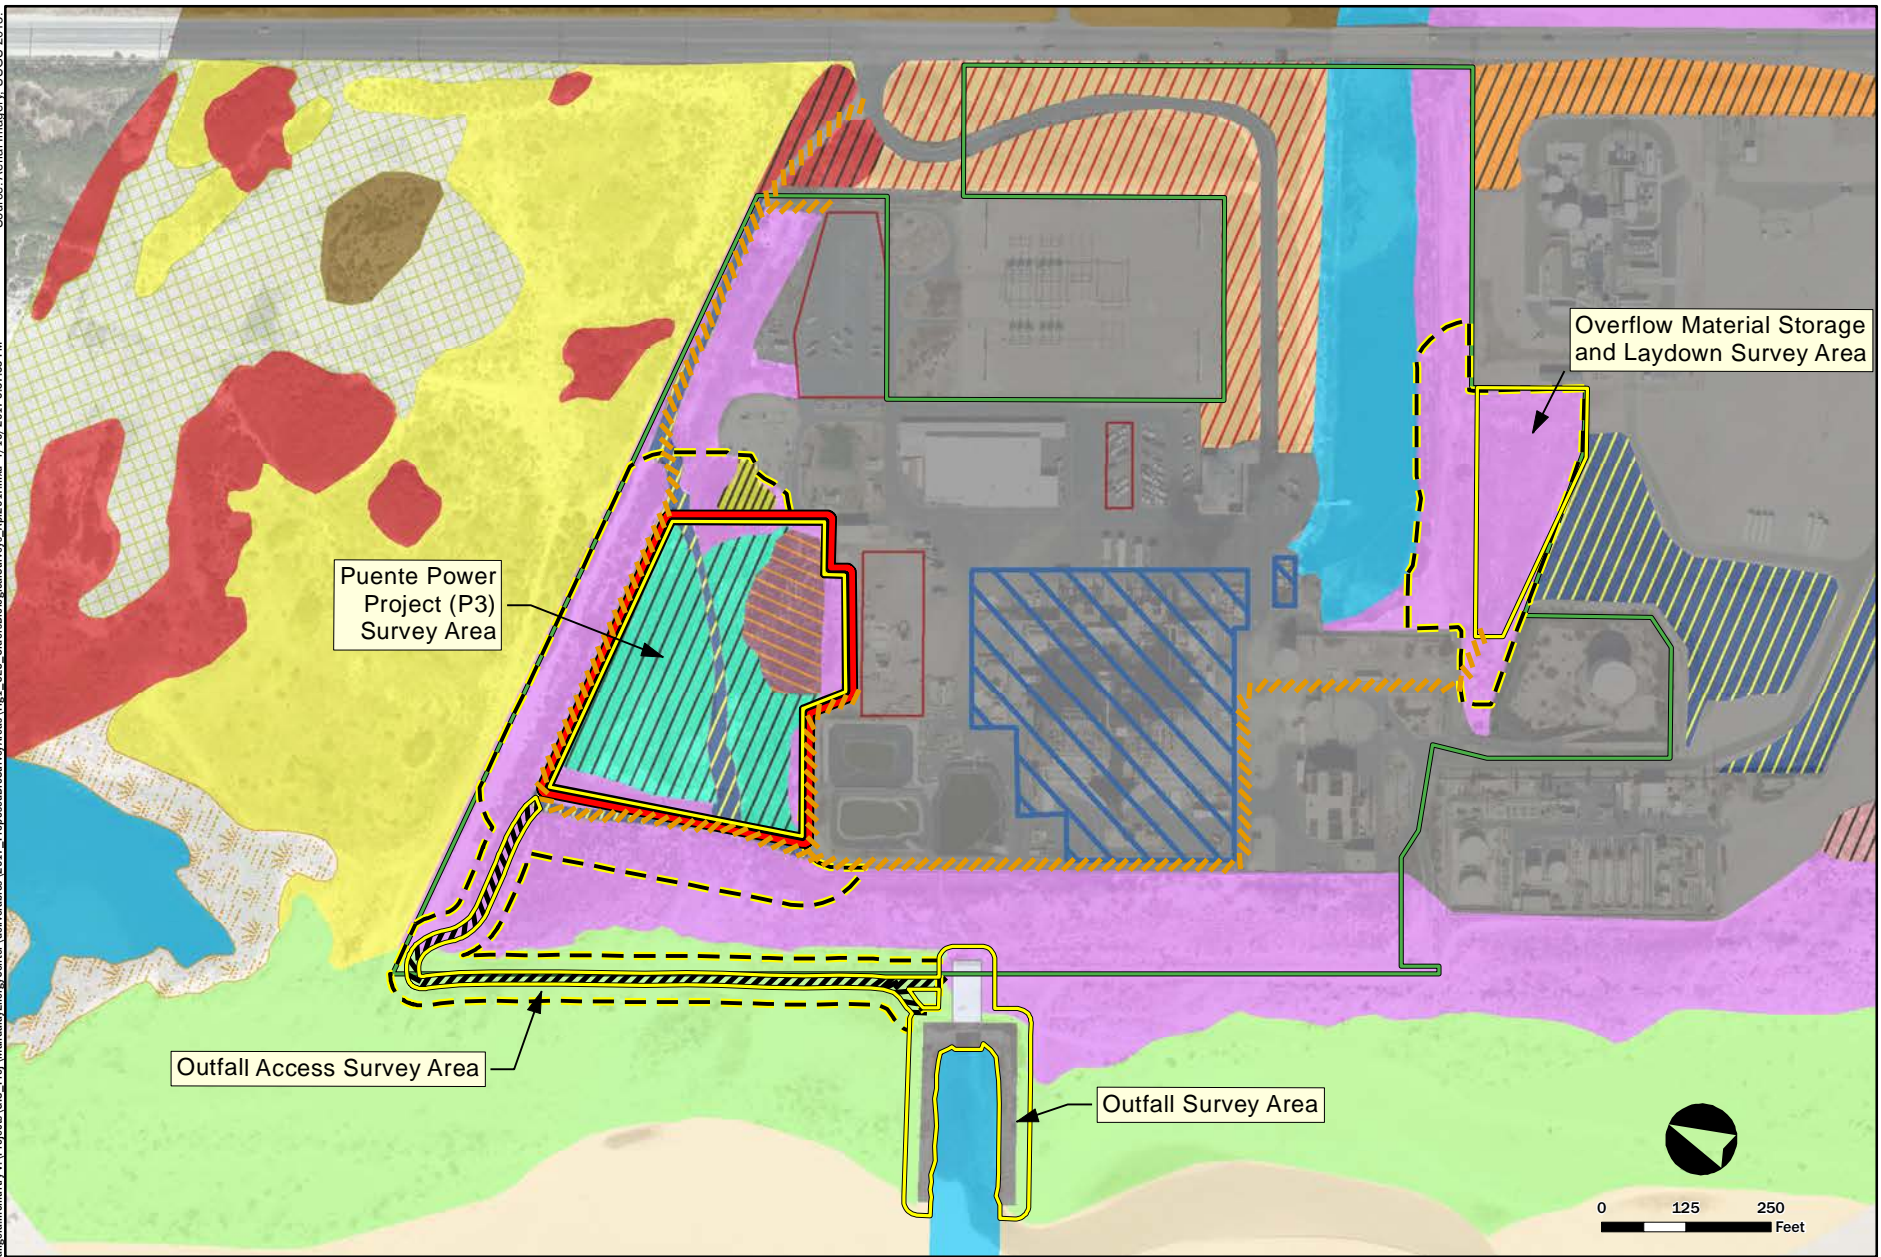 Overflow Material Storage
and Laydown Survey Area
Puente Power
Project (P3)
Survey Area
Outfall Access Survey Area
Outfall Survey Area
0 125 250
Feet